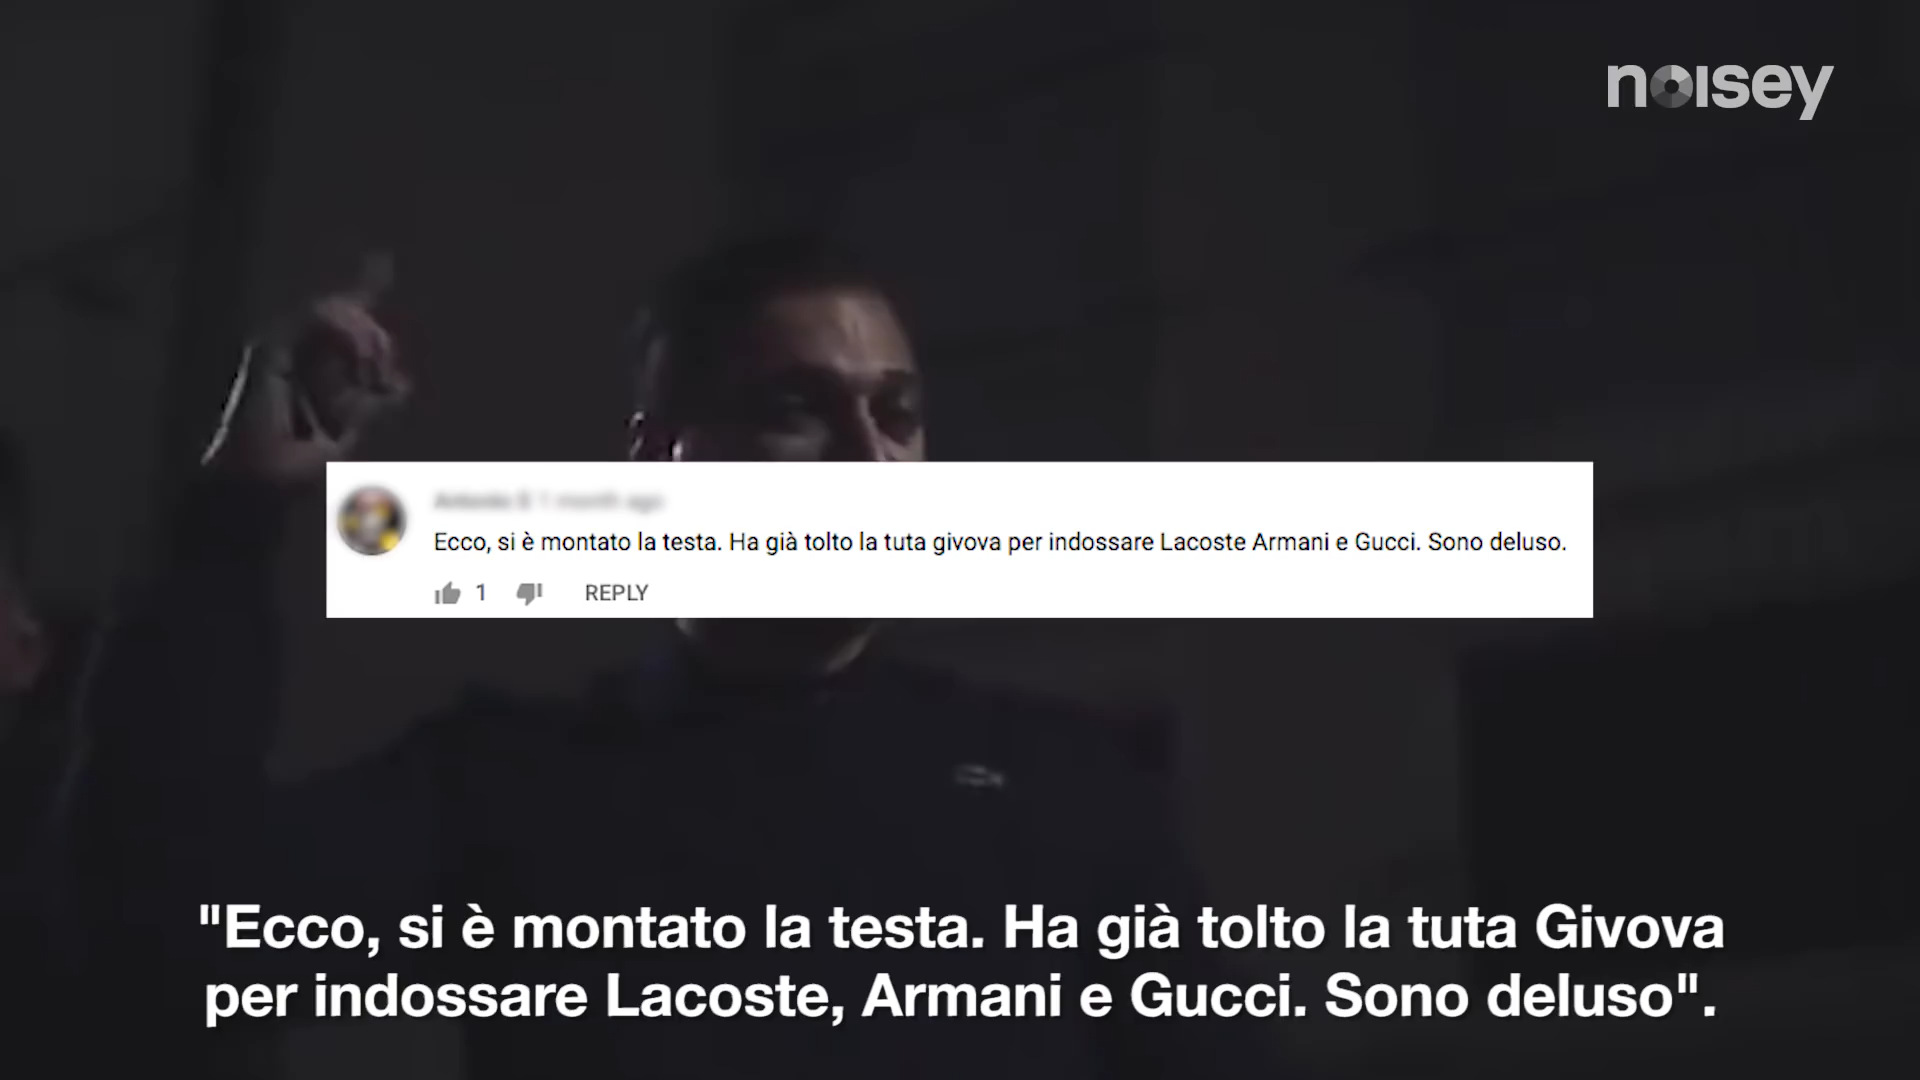 noisey
Ecco, si è montato la testa. Ha già tolto la tuta givova per indossare Lacoste Armani e Gucci. Sono deluso.
1 REPLY
"Ecco, si è montato la testa. Ha già tolto la tuta Givova
per indossare Lacoste, Armani e Gucci. Sono deluso".